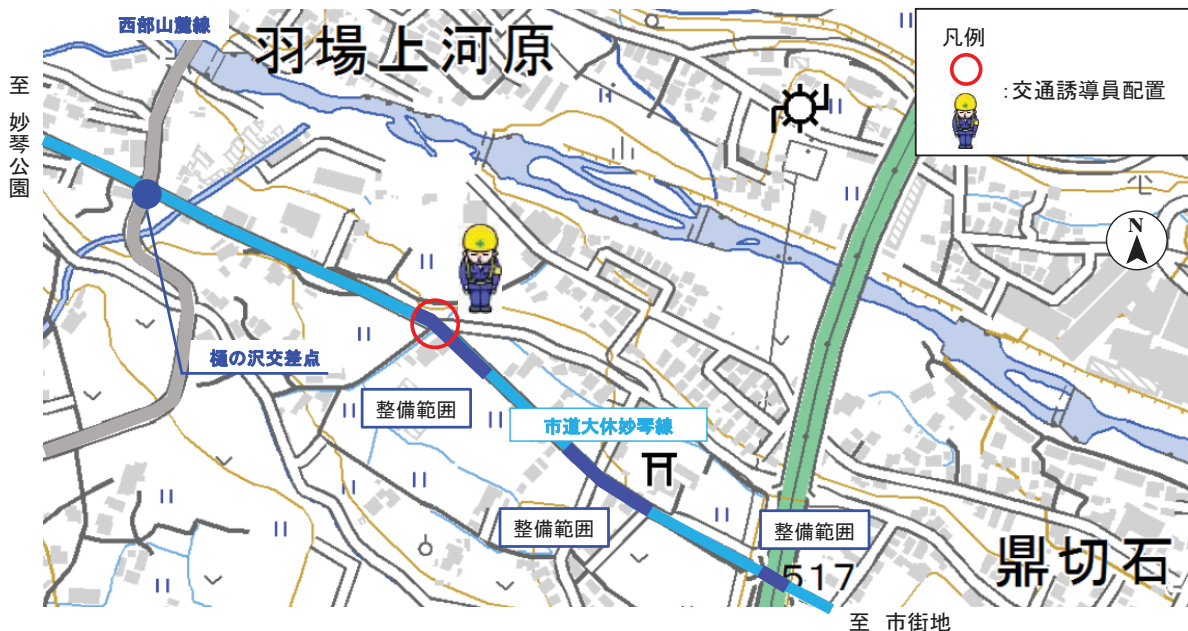 西部山麓線
羽場上河原
凡例
:交通誘導員配置
至 妙琴公園
N
樋の沢交差点
整備範囲
市道大休妙琴線
整備範囲
整備範囲
517
鼎切石
至 市街地